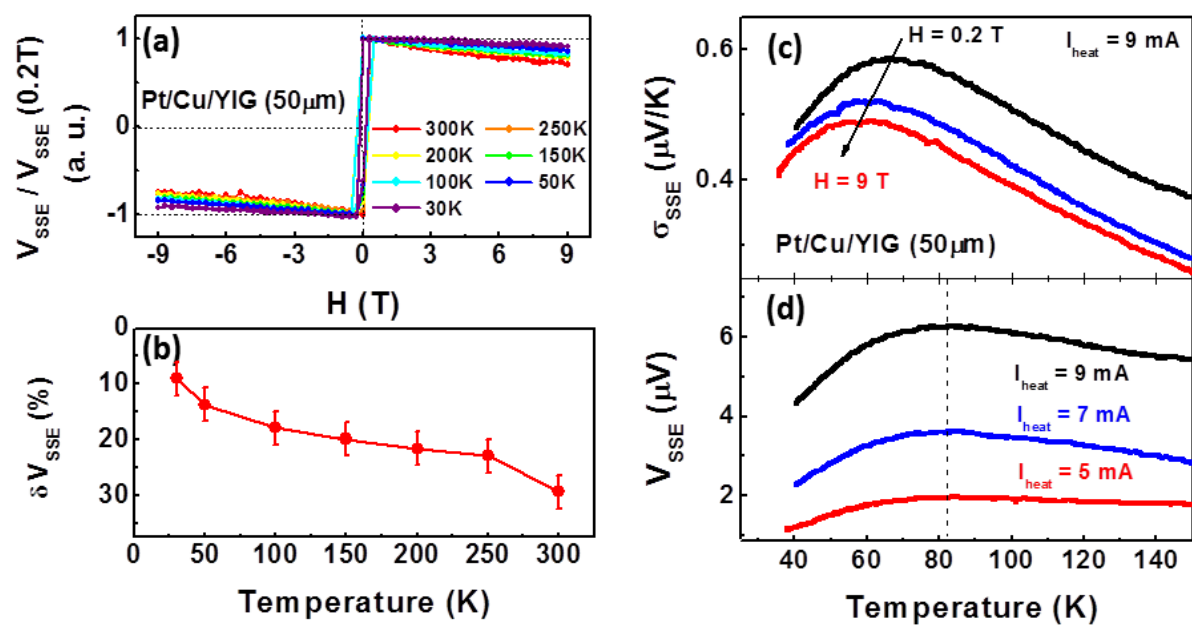 (a)
V_SSE / V_SSE (0.2T)
(a. u.)
1
0
-1
Pt/Cu/YIG (50μm)
300K
250K
200K
150K
100K
50K
30K
-9
-6
-3
0
3
6
9
H (T)
(b)
δ V_SSE (%)
0
10
20
30
0
50
100
150
200
250
300
Temperature (K)
(c)
H = 0.2 T
I_heat = 9 mA
σ_SSE (μV/K)
0.6
0.4
H = 9 T
Pt/Cu/YIG (50μm)
(d)
V_SSE (μV)
6
4
2
I_heat = 9 mA
I_heat = 7 mA
I_heat = 5 mA
40
60
80
100
120
140
Temperature (K)